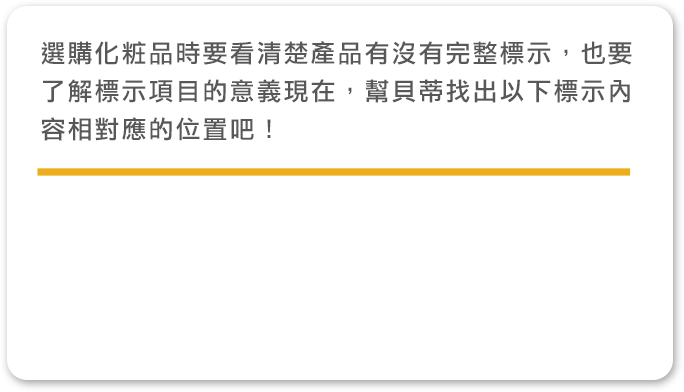 選購化粧品時要看清楚產品有沒有完整標示，也要
了解標示項目的意義現在，幫貝蒂找出以下標示內
容相對應的位置吧！